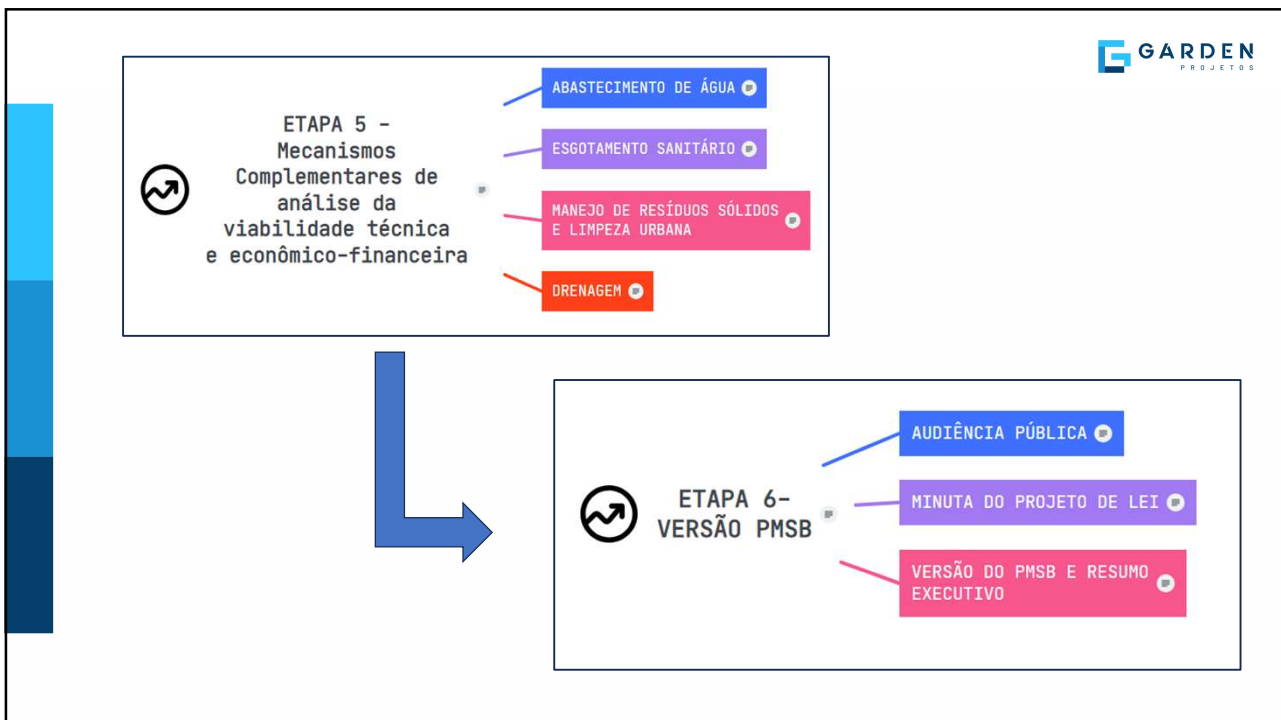 GARDEN
PROJETOS
ETAPA 5 -
Mecanismos
Complementares de
análise da
viabilidade técnica
e econômico-financeira
ABASTECIMENTO DE ÁGUA
ESGOTAMENTO SANITÁRIO
MANEJO DE RESÍDUOS SÓLIDOS
E LIMPEZA URBANA
DRENAGEM
ETAPA 6-
VERSÃO PMSB
AUDIÊNCIA PÚBLICA
MINUTA DO PROJETO DE LEI
VERSÃO DO PMSB E RESUMO
EXECUTIVO